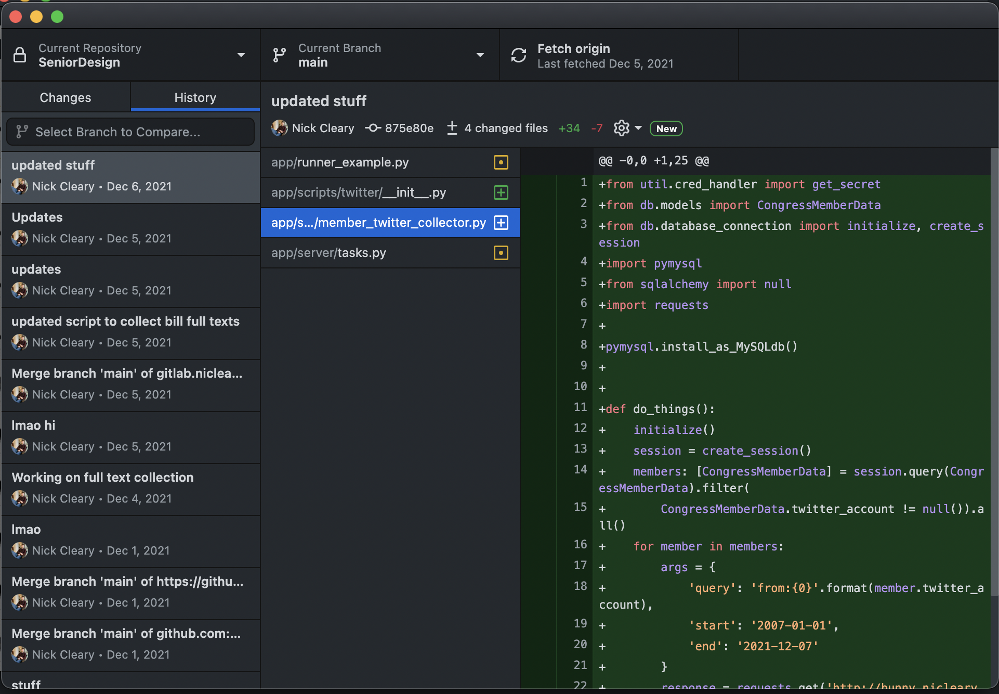 Current Repository
SeniorDesign
Current Branch
main
Fetch origin
Last fetched Dec 5, 2021
Changes
History
Select Branch to Compare...
updated stuff
Nick Cleary • Dec 6, 2021
Updates
Nick Cleary • Dec 5, 2021
updates
Nick Cleary • Dec 5, 2021
updated script to collect bill full texts
Nick Cleary • Dec 5, 2021
Merge branch 'main' of gitlab.niclea...
Nick Cleary • Dec 5, 2021
lmao hi
Nick Cleary • Dec 5, 2021
Working on full text collection
Nick Cleary • Dec 4, 2021
lmao
Nick Cleary • Dec 1, 2021
Merge branch 'main' of https://githu...
Nick Cleary • Dec 1, 2021
Merge branch 'main' of github.com:...
Nick Cleary • Dec 1, 2021
stuff
updated stuff
Nick Cleary 875e80e ± 4 changed files +34 -7 New
app/runner_example.py
app/scripts/twitter/__init__.py
app/s.../member_twitter_collector.py
app/server/tasks.py
@@ -0,0 +1,25 @@
1 +from util.cred_handler import get_secret
2 +from db.models import CongressMemberData
3 +from db.database_connection import initialize, create_s
ession
4 +import pymysql
5 +from sqlalchemy import null
6 +import requests
7 +
8 +pymysql.install_as_MySQLdb()
9 +
10 +
11 +def do_things():
12 +    initialize()
13 +    session = create_session()
14 +    members: [CongressMemberData] = session.query(Congr
essMemberData).filter(
15 +        CongressMemberData.twitter_account != null()).a
ll()
16 +    for member in members:
17 +        args = {
18 +            'query': 'from:{0}'.format(member.twitter_a
ccount),
19 +            'start': '2007-01-01',
20 +            'end': '2021-12-07'
21 +        }
22 +        response = requests.get('http://bunny.nicleary.